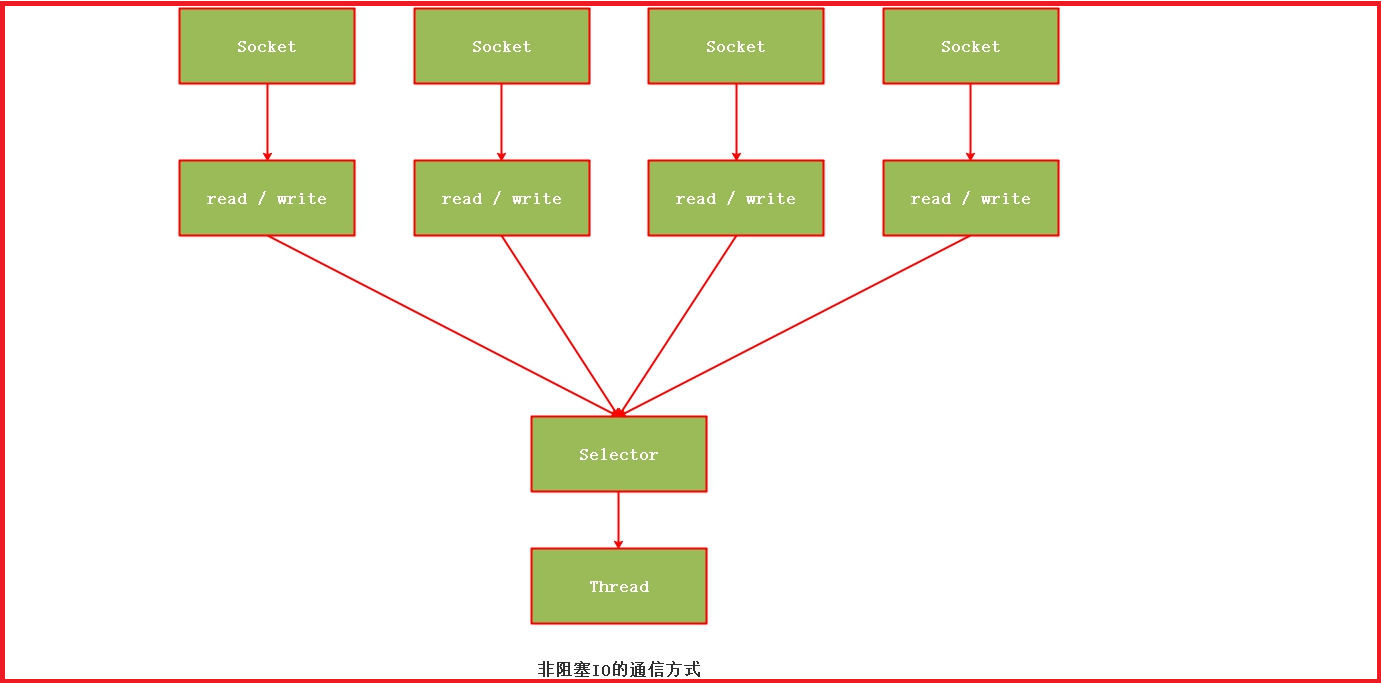 Socket Socket Socket Socket
read / write read / write read / write read / write
Selector
Thread
非阻塞IO的通信方式